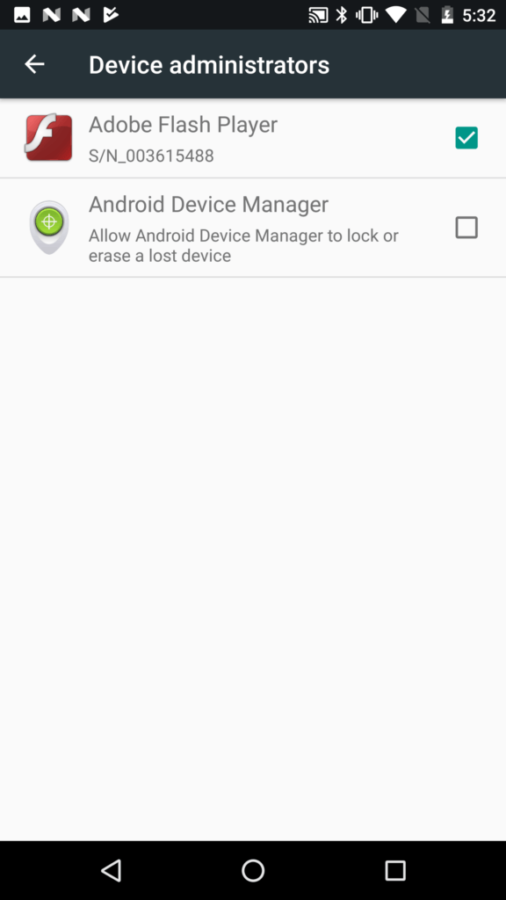 5:32
Device administrators
Adobe Flash Player
S/N_003615488
Android Device Manager
Allow Android Device Manager to lock or
erase a lost device